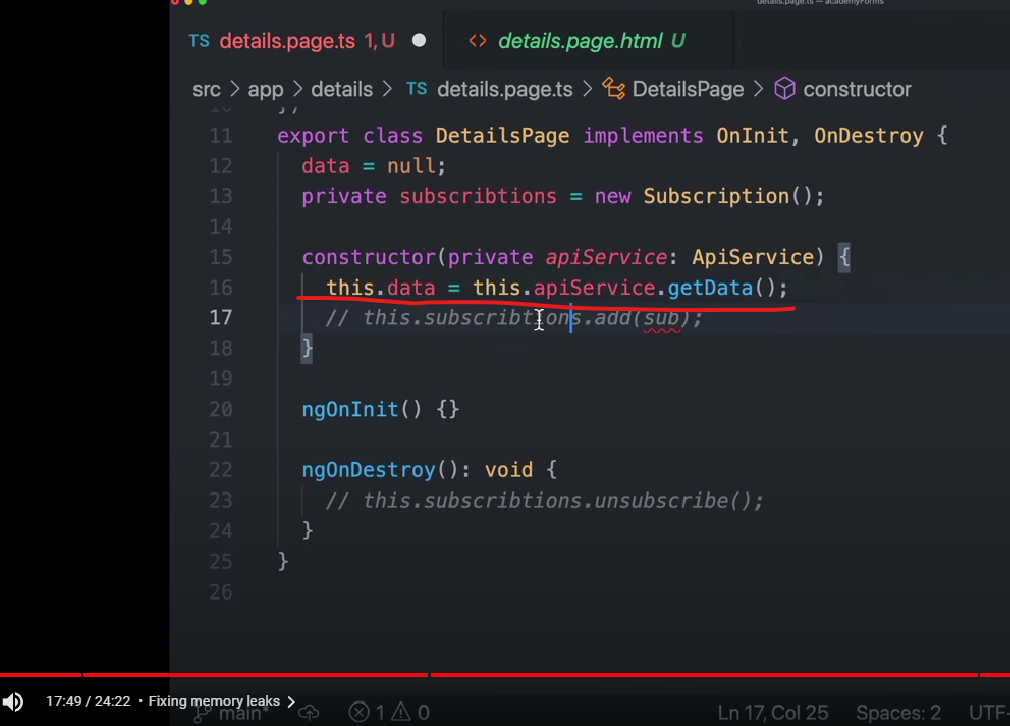 details.page.ts — academyForms
TS details.page.ts 1, U
<> details.page.html U
src > app > details > TS details.page.ts > DetailsPage > constructor
10 })
11 export class DetailsPage implements OnInit, OnDestroy {
12 data = null;
13 private subscribtions = new Subscription();
14
15 constructor(private apiService: ApiService) {
16 this.data = this.apiService.getData();
17 // this.subscribtions.add(sub);
18 }
19
20 ngOnInit() {}
21
22 ngOnDestroy(): void {
23 // this.subscribtions.unsubscribe();
24 }
25 }
26
17:49 / 24:22 • Fixing memory leaks >
main* 1 0 Ln 17, Col 25 Spaces: 2 UTF-